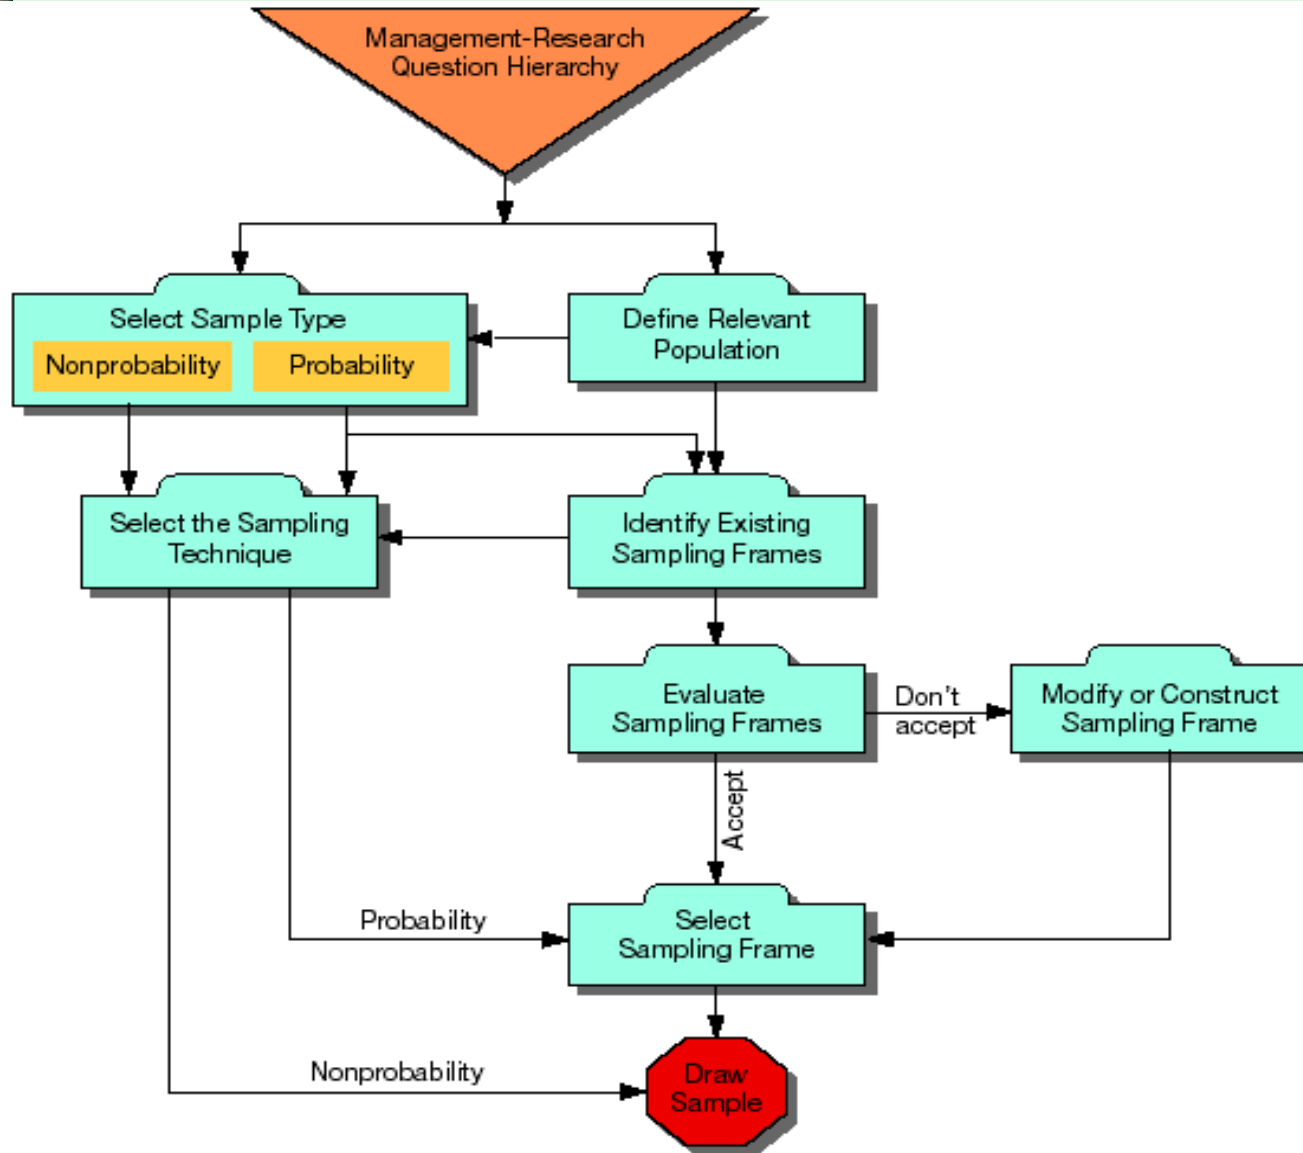 Management-Research
Question Hierarchy
Select Sample Type
Nonprobability
Probability
Define Relevant
Population
Select the Sampling
Technique
Identify Existing
Sampling Frames
Evaluate
Sampling Frames
Don't
accept
Modify or Construct
Sampling Frame
Accept
Probability
Select
Sampling Frame
Nonprobability
Draw
Sample